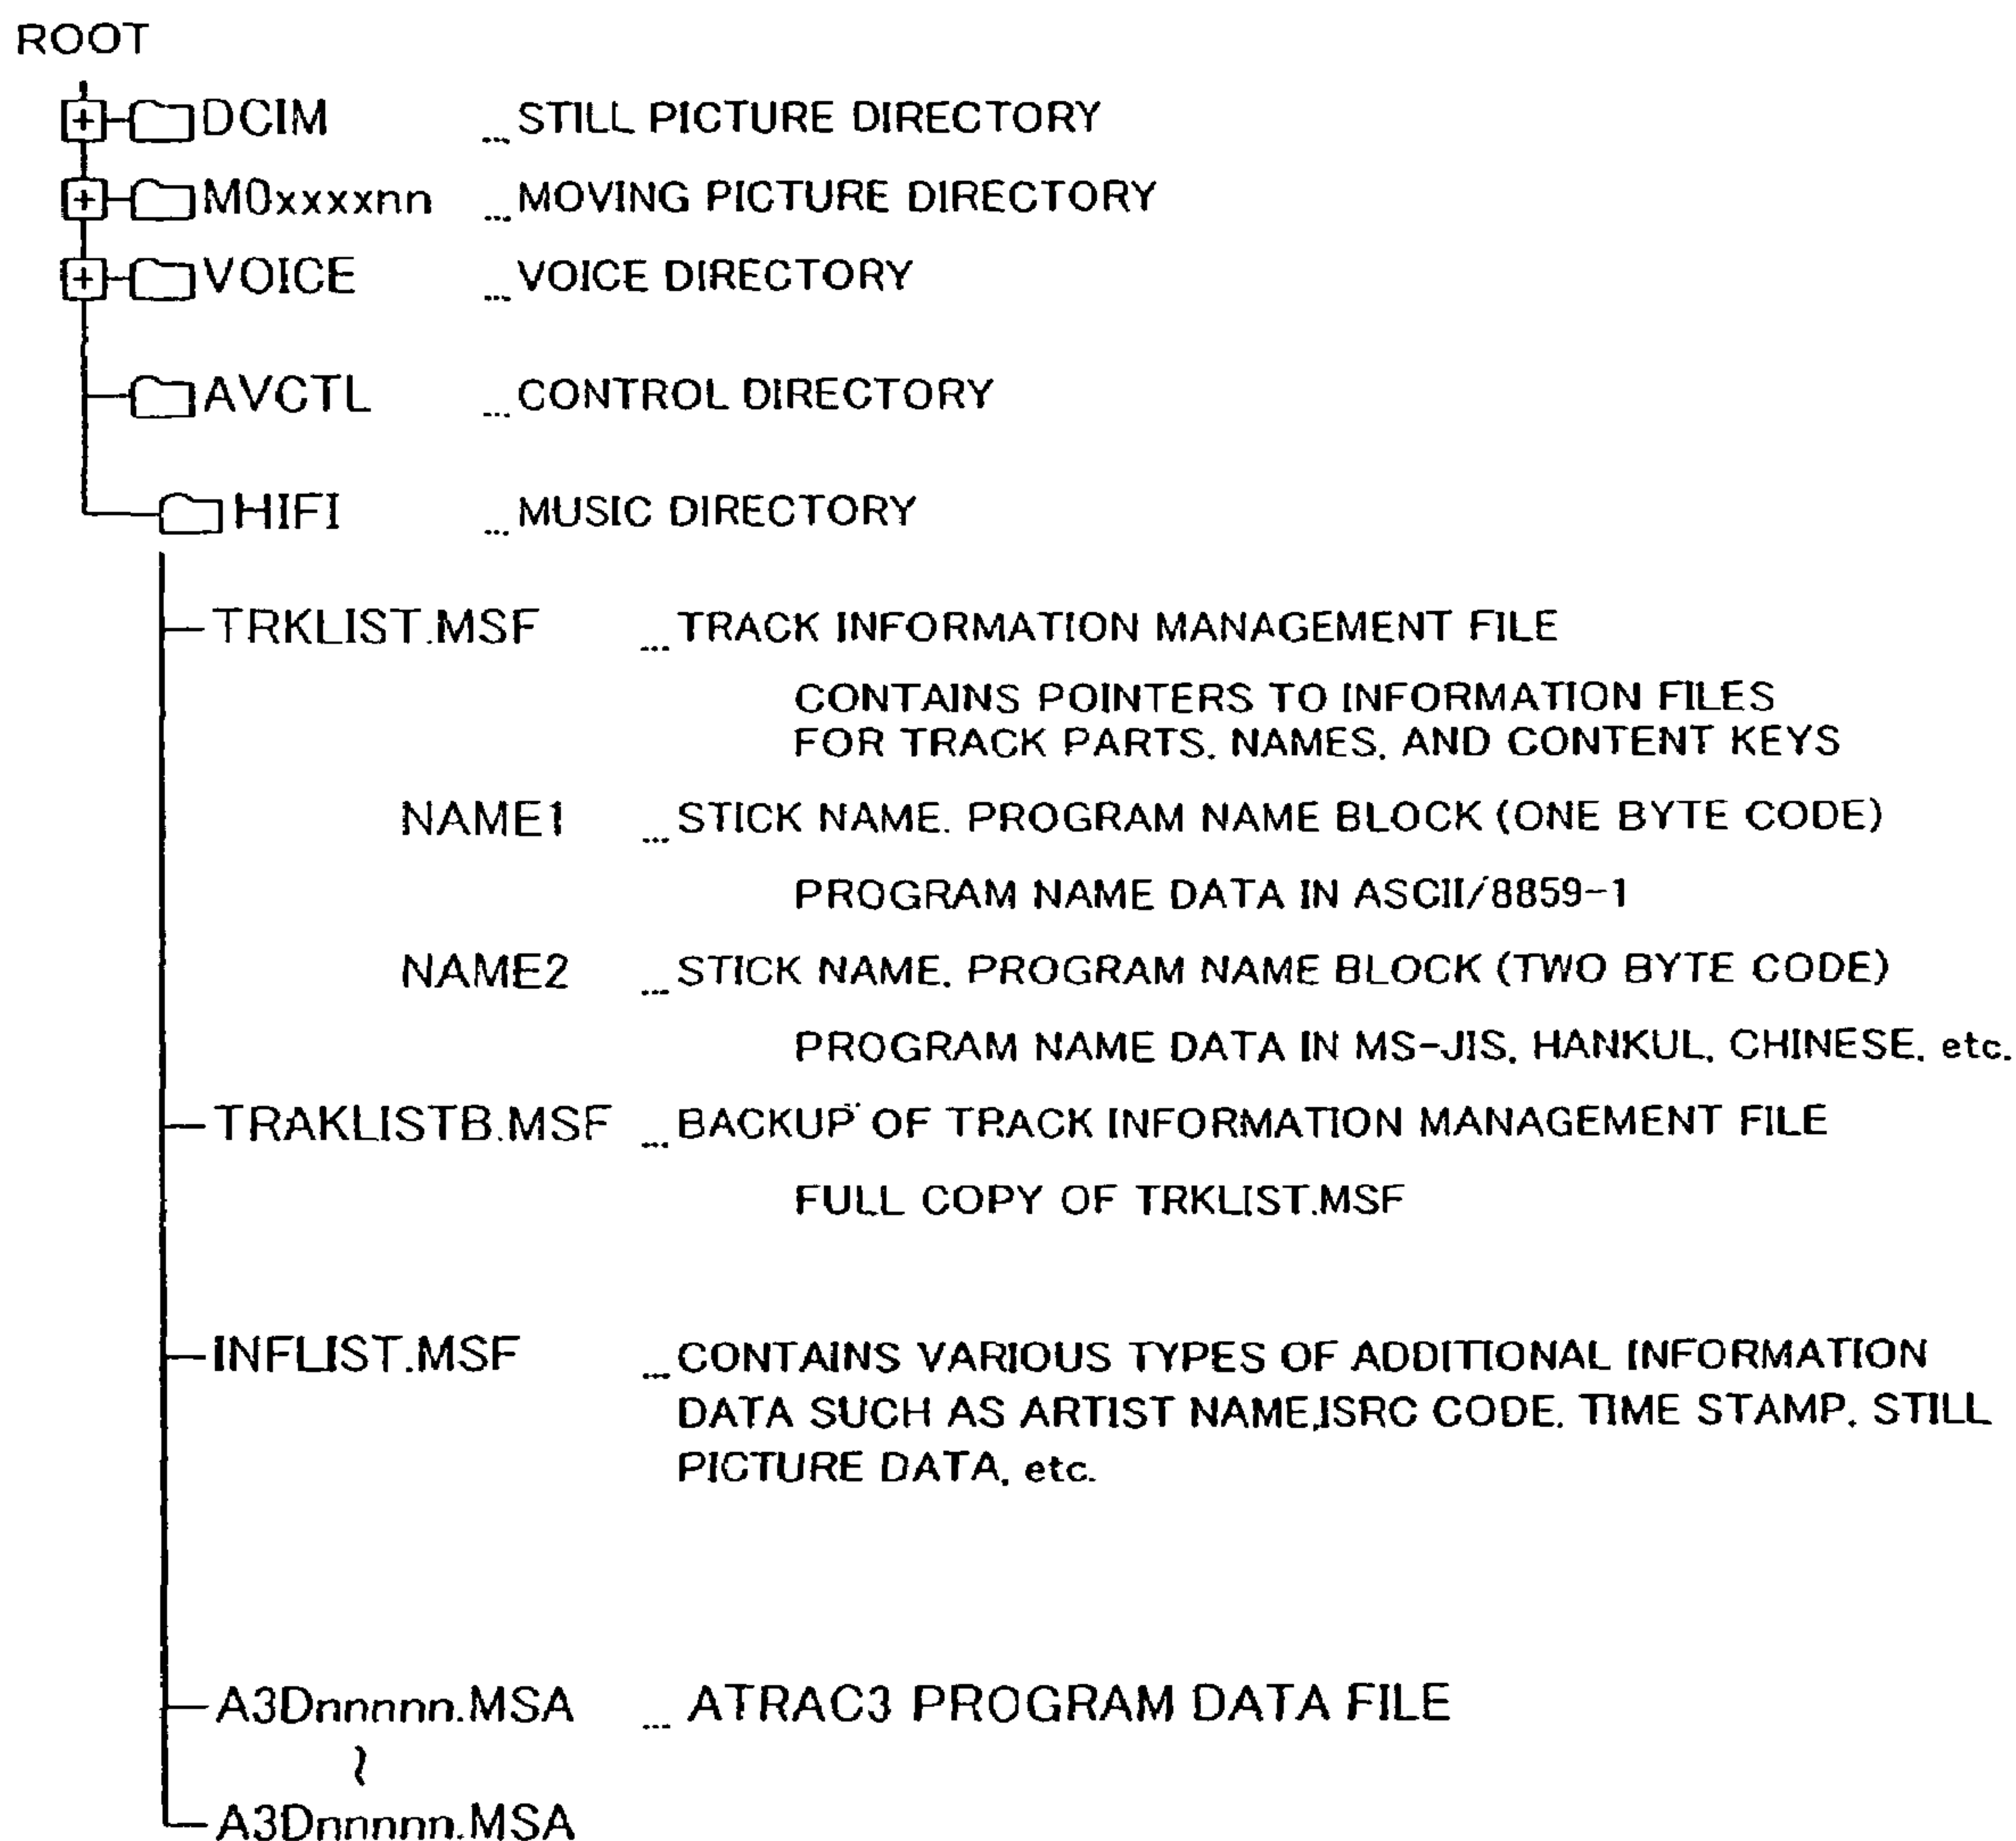 ROOT
DCIM ... STILL PICTURE DIRECTORY
M0xxxxnn ... MOVING PICTURE DIRECTORY
VOICE ... VOICE DIRECTORY
AVCTL ... CONTROL DIRECTORY
HIFI ... MUSIC DIRECTORY
TRKLIST.MSF ... TRACK INFORMATION MANAGEMENT FILE
CONTAINS POINTERS TO INFORMATION FILES
FOR TRACK PARTS, NAMES, AND CONTENT KEYS
NAME1 ... STICK NAME. PROGRAM NAME BLOCK (ONE BYTE CODE)
PROGRAM NAME DATA IN ASCII/8859-1
NAME2 ... STICK NAME. PROGRAM NAME BLOCK (TWO BYTE CODE)
PROGRAM NAME DATA IN MS-JIS, HANKUL, CHINESE, etc.
TRAKLISTB.MSF ... BACKUP OF TRACK INFORMATION MANAGEMENT FILE
FULL COPY OF TRKLIST.MSF
INFLIST.MSF ... CONTAINS VARIOUS TYPES OF ADDITIONAL INFORMATION
DATA SUCH AS ARTIST NAME,ISRC CODE, TIME STAMP, STILL
PICTURE DATA, etc.
A3Dnnnnn.MSA ... ATRAC3 PROGRAM DATA FILE
~
A3Dnnnnn.MSA